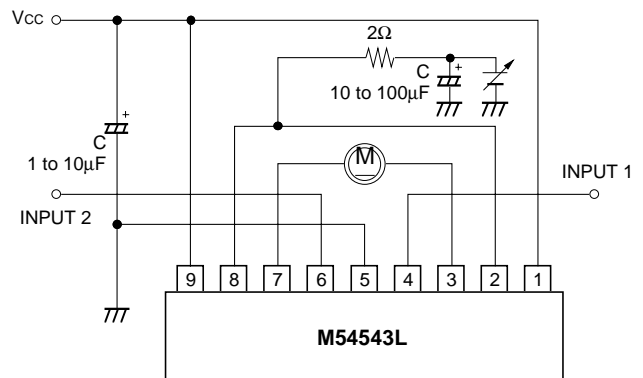 Vcc
2Ω
C
+
10 to 100µF
+
C
1 to 10µF
M
INPUT 1
INPUT 2
9 8 7 6 5 4 3 2 1
M54543L